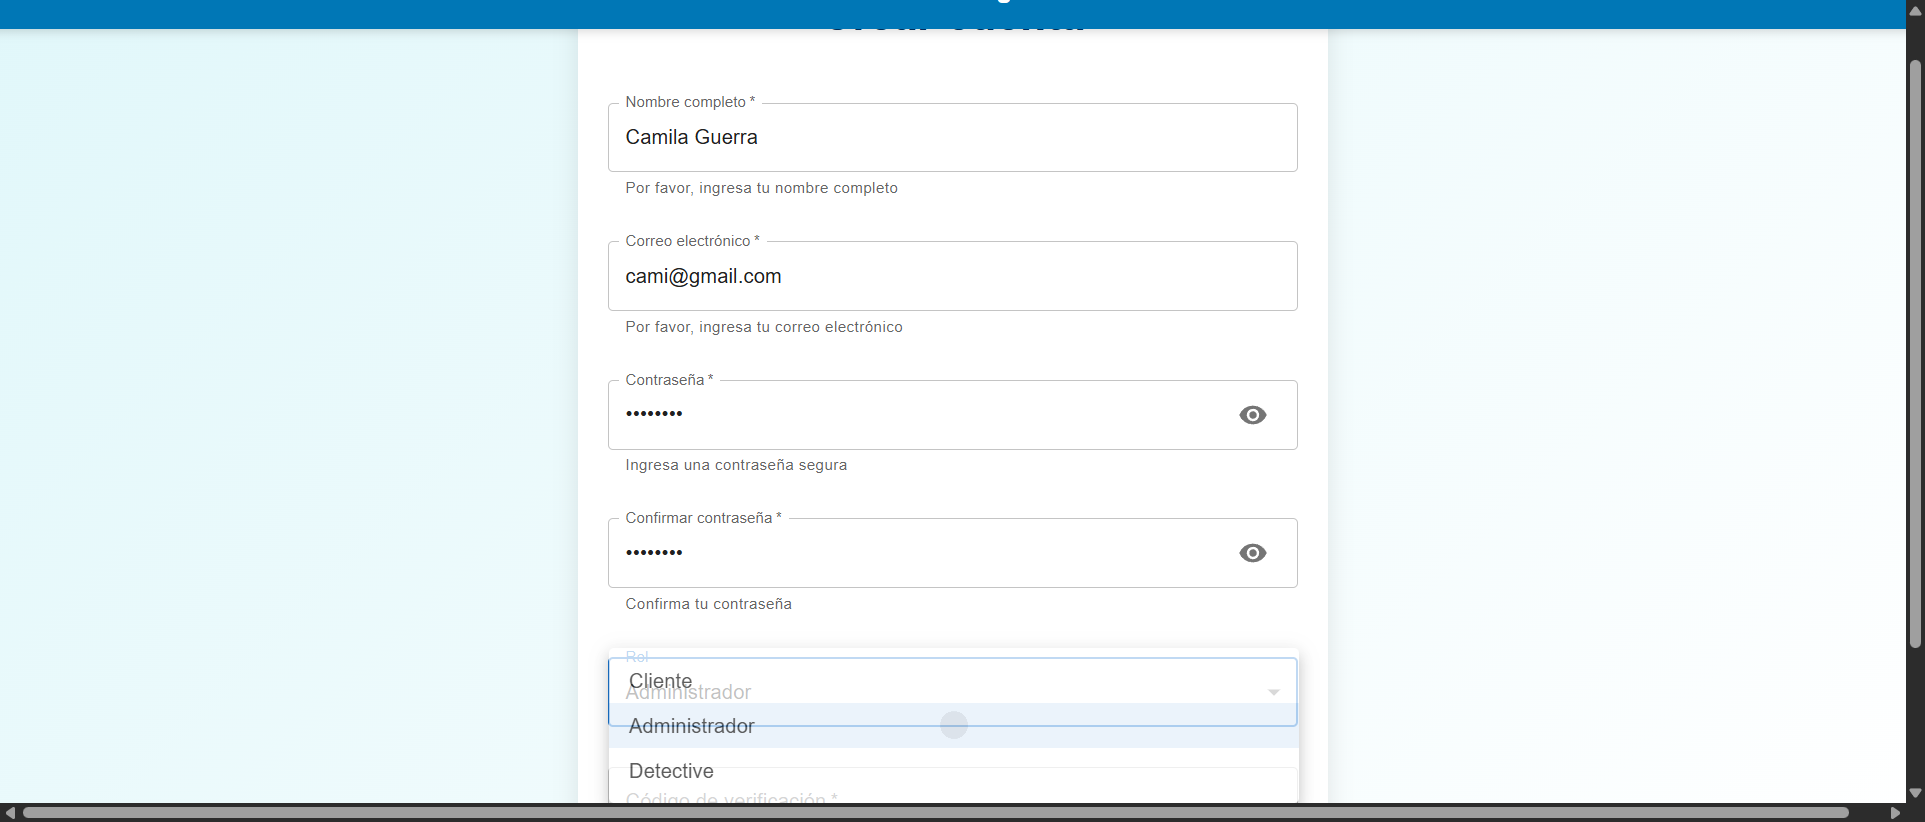 Crear cuenta
Nombre completo *
Camila Guerra
Por favor, ingresa tu nombre completo
Correo electrónico *
cami@gmail.com
Por favor, ingresa tu correo electrónico
Contraseña *
••••••••
Ingresa una contraseña segura
Confirmar contraseña *
••••••••
Confirma tu contraseña
Rol
Cliente
Administrador
Administrador
Detective
Código de verificación *